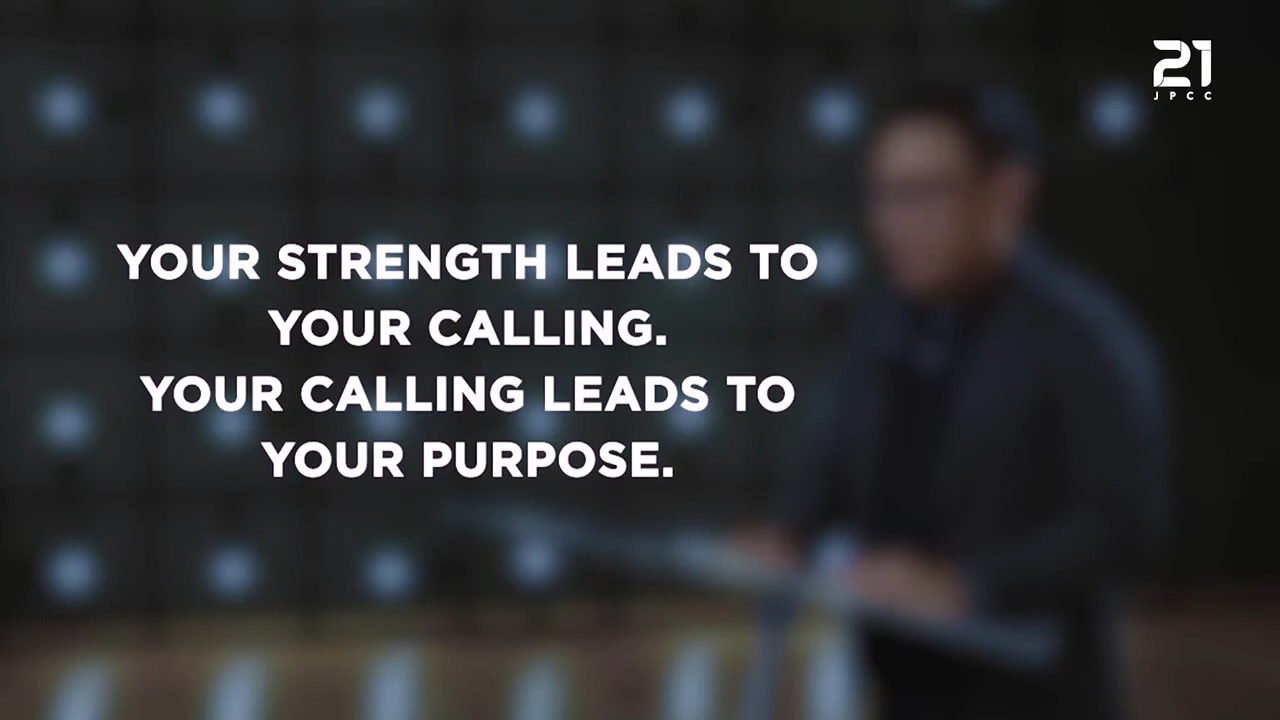 21
JPCC
YOUR STRENGTH LEADS TO
YOUR CALLING.
YOUR CALLING LEADS TO
YOUR PURPOSE.